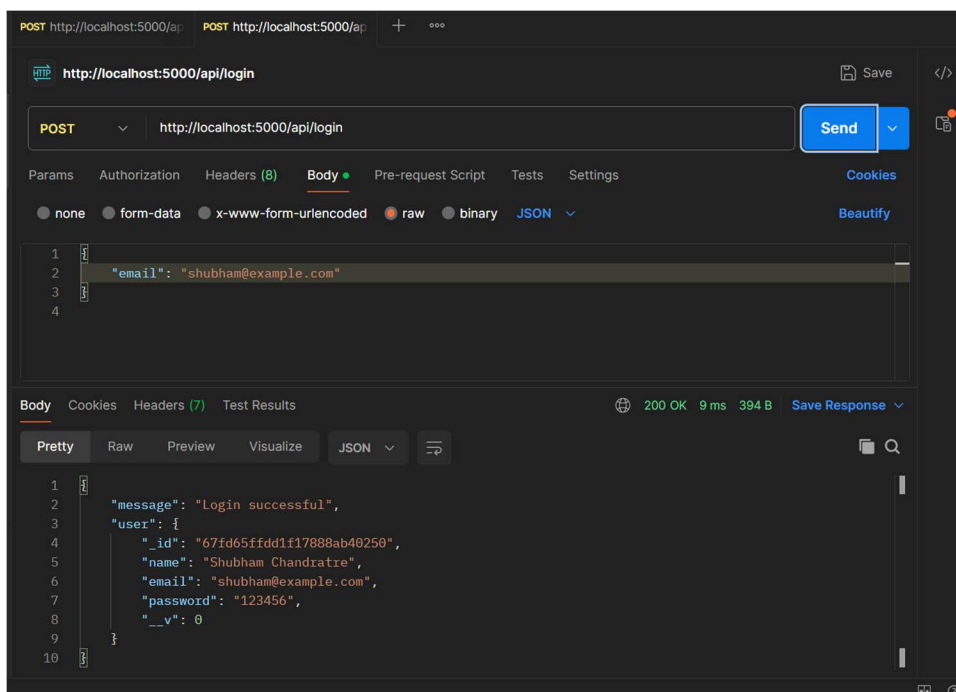 POST http://localhost:5000/ap POST http://localhost:5000/ap
HTTP http://localhost:5000/api/login Save
POST http://localhost:5000/api/login Send
Params Authorization Headers (8) Body Pre-request Script Tests Settings Cookies
none form-data x-www-form-urlencoded raw binary JSON Beautify
1 {
2 "email": "shubham@example.com"
3 }
4
Body Cookies Headers (7) Test Results 200 OK 9 ms 394 B Save Response
Pretty Raw Preview Visualize JSON
1 {
2 "message": "Login successful",
3 "user": {
4 "_id": "67fd65ffdd1f17888ab40250",
5 "name": "Shubham Chandratre",
6 "email": "shubham@example.com",
7 "password": "123456",
8 "__v": 0
9 }
10 }